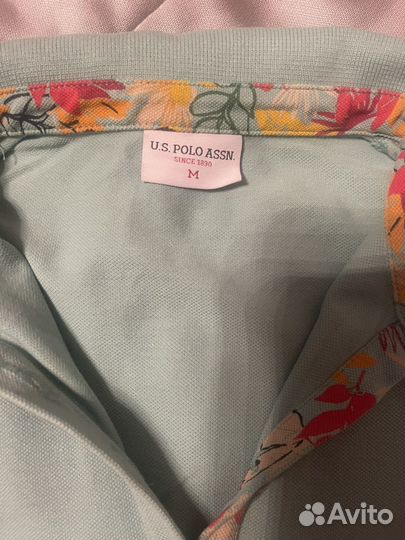 U.S. POLO ASSN.
SINCE 1890
M
Avito